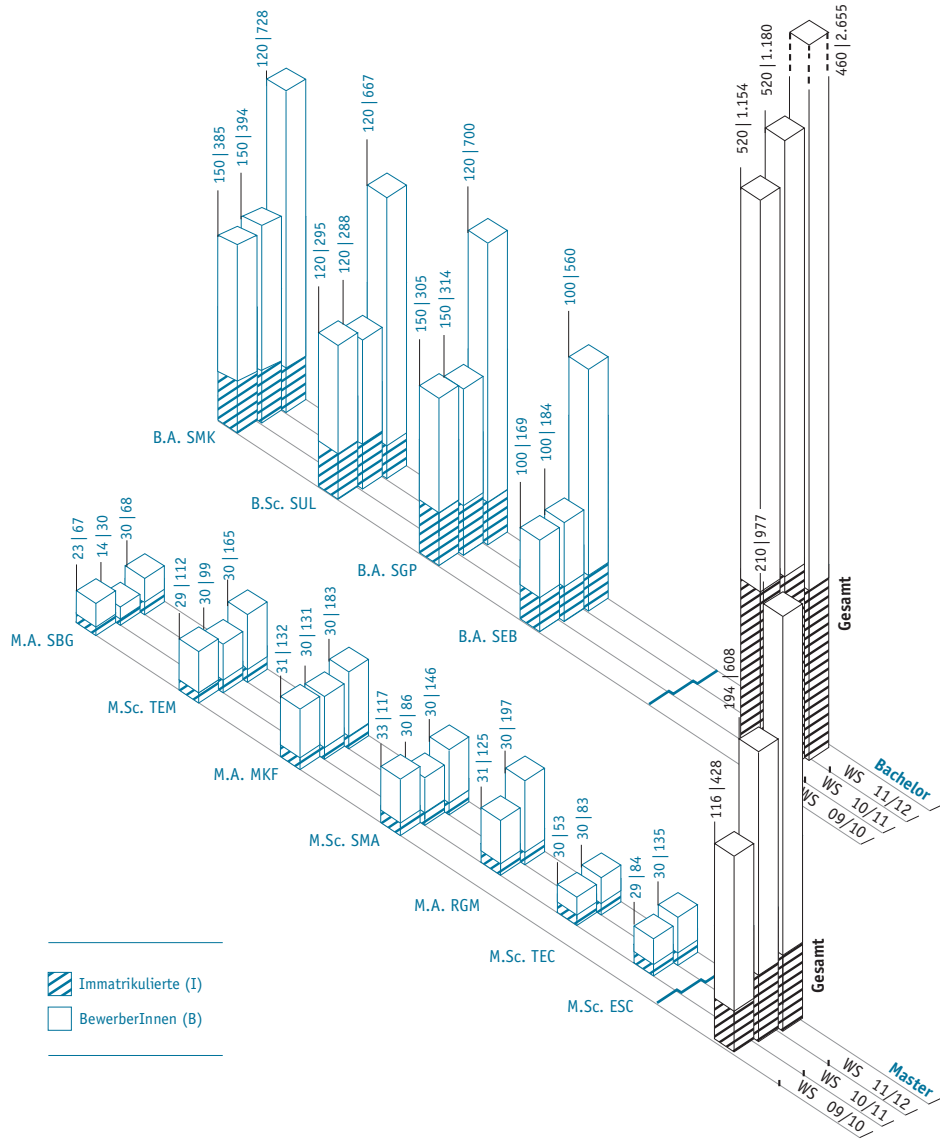 120|728
150|394
150|385
B.A. SMK
120|667
120|288
120|295
B.Sc. SUL
120|700
150|314
150|305
B.A. SGP
100|560
100|184
100|169
B.A. SEB
460|2.655
520|1.180
520|1.154
Gesamt
WS 11/12
Bachelor
WS 10/11
WS 09/10
23|67
14|30
30|68
M.A. SBG
29|112
30|99
30|165
M.Sc. TEM
31|132
30|131
30|183
M.A. MKF
33|117
30|86
30|146
M.Sc. SMA
31|125
30|197
M.A. RGM
30|53
30|83
M.Sc. TEC
29|84
30|135
M.Sc. ESC
116|428
194|608
210|977
Gesamt
WS 11/12
Master
WS 10/11
WS 09/10
Immatrikulierte (I)
BewerberInnen (B)